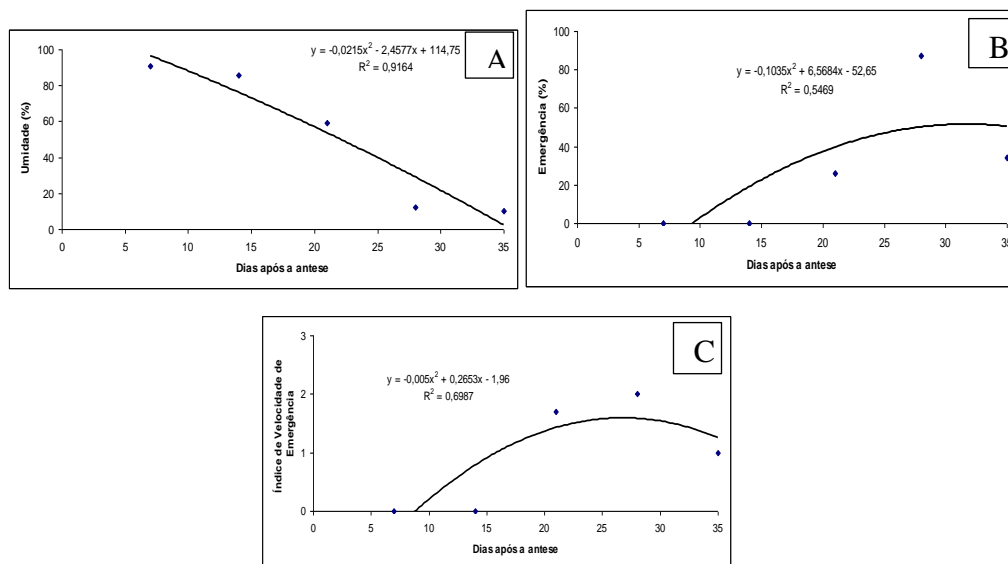 A
y = -0,0215x² - 2,4577x + 114,75
R² = 0,9164
Umidade (%)
100
80
60
40
20
0
0 5 10 15 20 25 30 35
Dias após a antese
B
y = -0,1035x² + 6,5684x - 52,65
R² = 0,5469
Emergência (%)
100
80
60
40
20
0
0 5 10 15 20 25 30 35
Dias após a antese
C
y = -0,005x² + 0,2653x - 1,96
R² = 0,6987
Índice de Velocidade de
Emergência
3
2
1
0
0 5 10 15 20 25 30 35
Dias após a antese